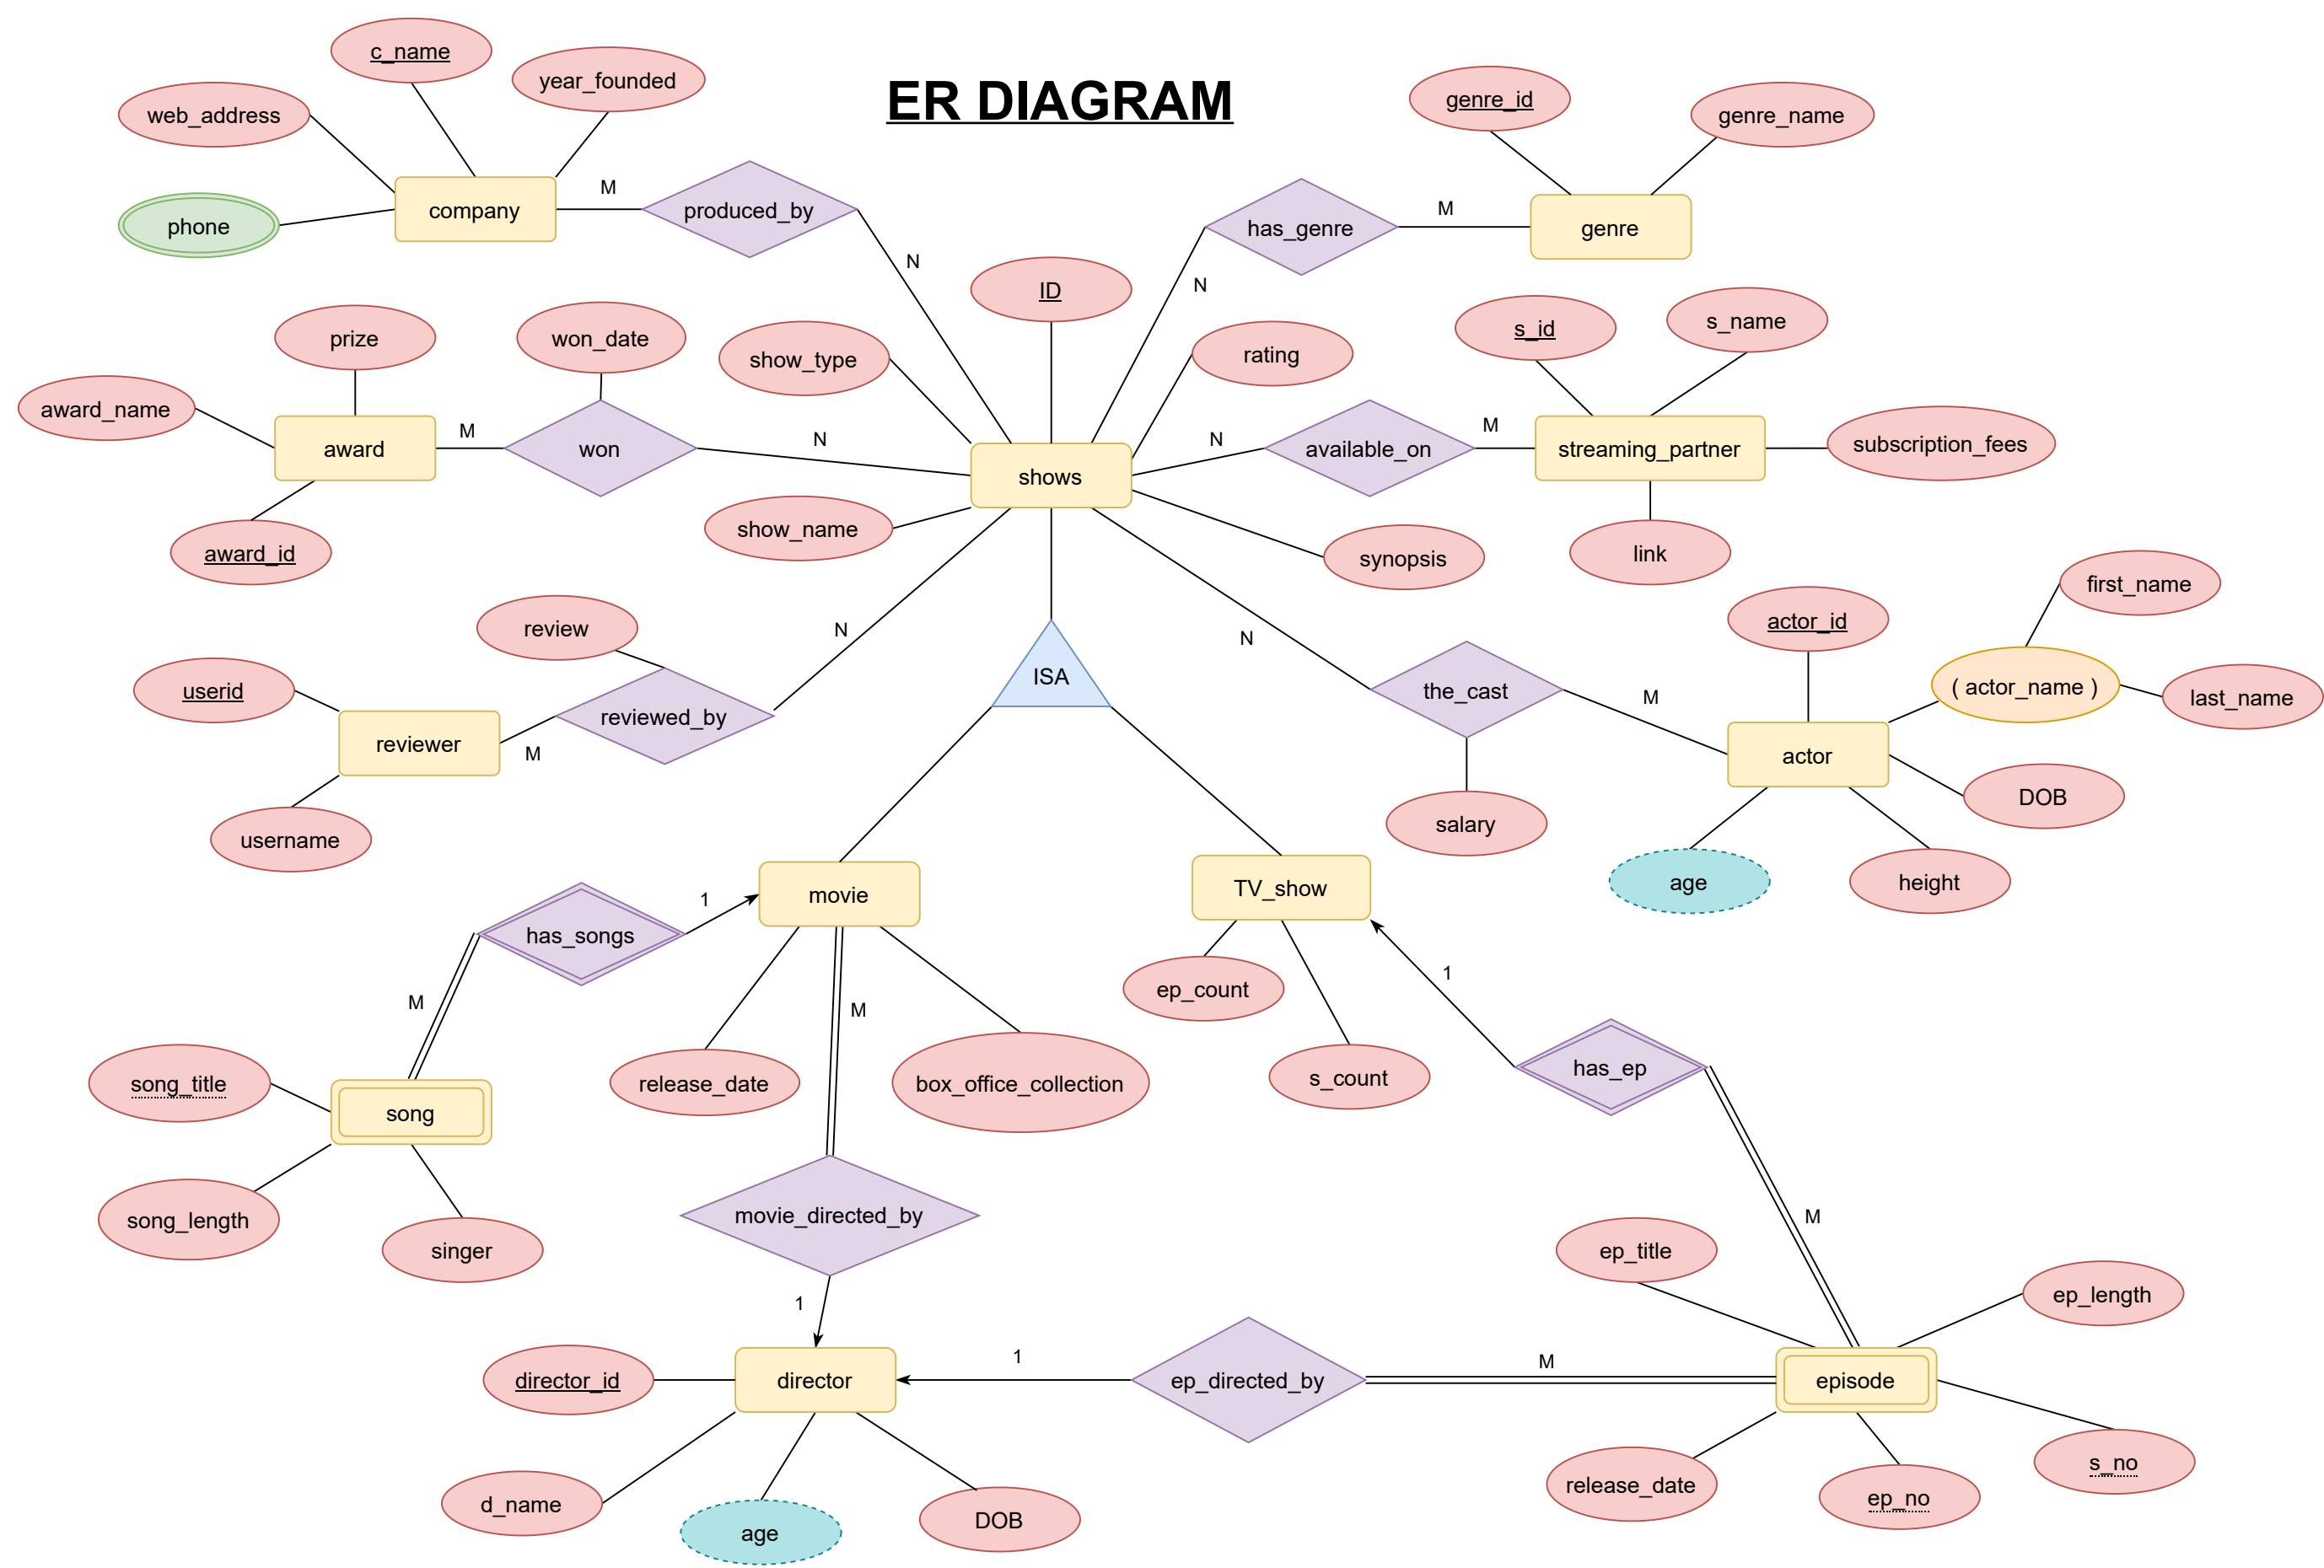 c_name
year_founded
ER DIAGRAM
genre_id
genre_name
web_address
phone
company
M
produced_by
N
has_genre
M
genre
N
ID
prize
won_date
show_type
rating
s_id
s_name
award_name
award
M
won
N
shows
N
available_on
M
streaming_partner
subscription_fees
show_name
synopsis
link
award_id
first_name
actor_id
( actor_name )
last_name
review
N
ISA
N
the_cast
M
userid
reviewer
M
reviewed_by
actor
DOB
username
salary
age
height
movie
TV_show
has_songs
1
M
M
ep_count
1
s_count
has_ep
song_title
song
release_date
box_office_collection
song_length
singer
movie_directed_by
M
ep_title
ep_length
1
director_id
director
1
ep_directed_by
M
episode
d_name
age
DOB
release_date
ep_no
s_no